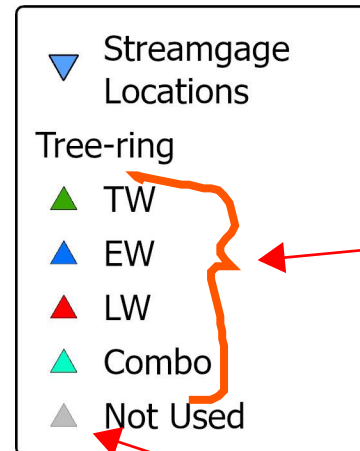 Streamgage
Locations
Tree-ring
TW
EW
LW
Combo
Not Used